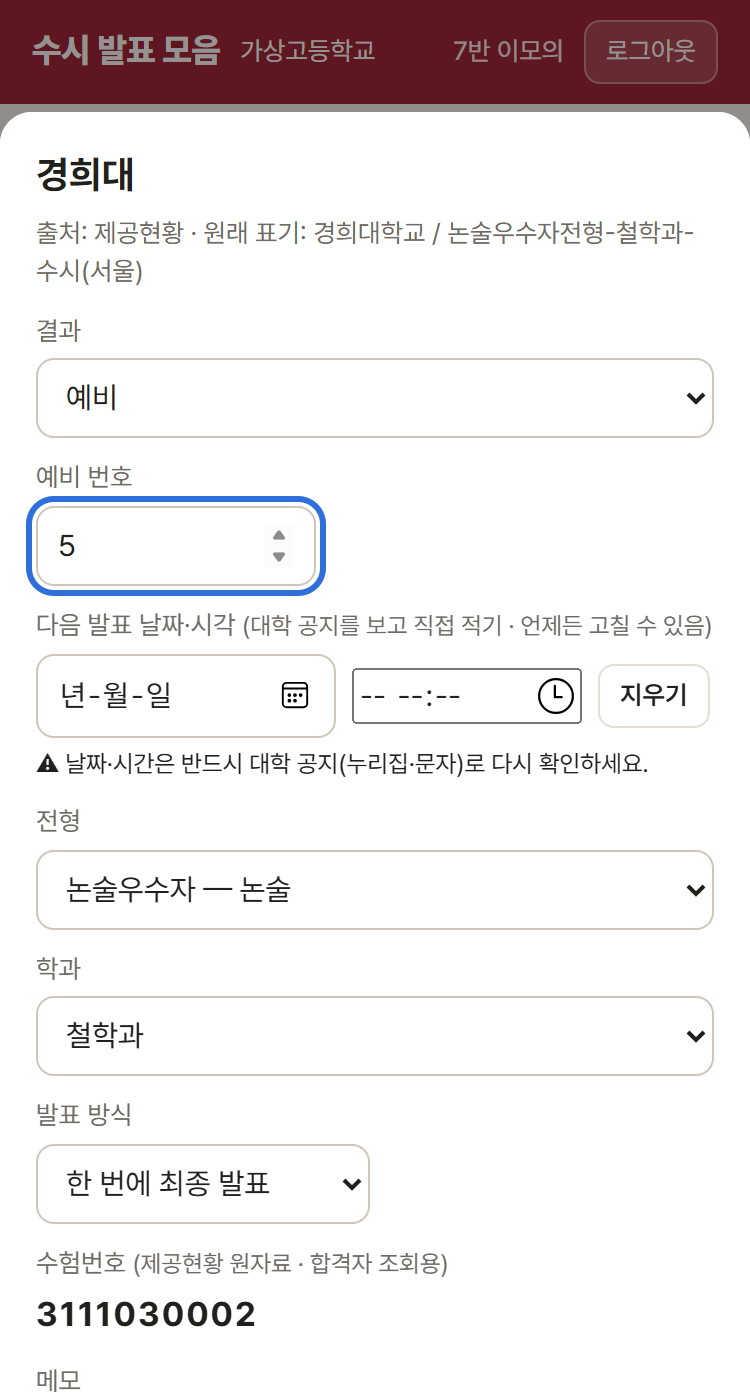 수시 발표 모음 가상고등학교 7반 이모의 로그아웃
경희대
출처: 제공현황 · 원래 표기: 경희대학교 / 논술우수자전형-철학과-
수시(서울)
결과
예비
예비 번호
5
다음 발표 날짜·시각 (대학 공지를 보고 직접 적기 · 언제든 고칠 수 있음)
년-월-일 -- --:-- 지우기
⚠ 날짜·시간은 반드시 대학 공지(누리집·문자)로 다시 확인하세요.
전형
논술우수자 — 논술
학과
철학과
발표 방식
한 번에 최종 발표
수험번호 (제공현황 원자료 · 합격자 조회용)
3111030002
메모